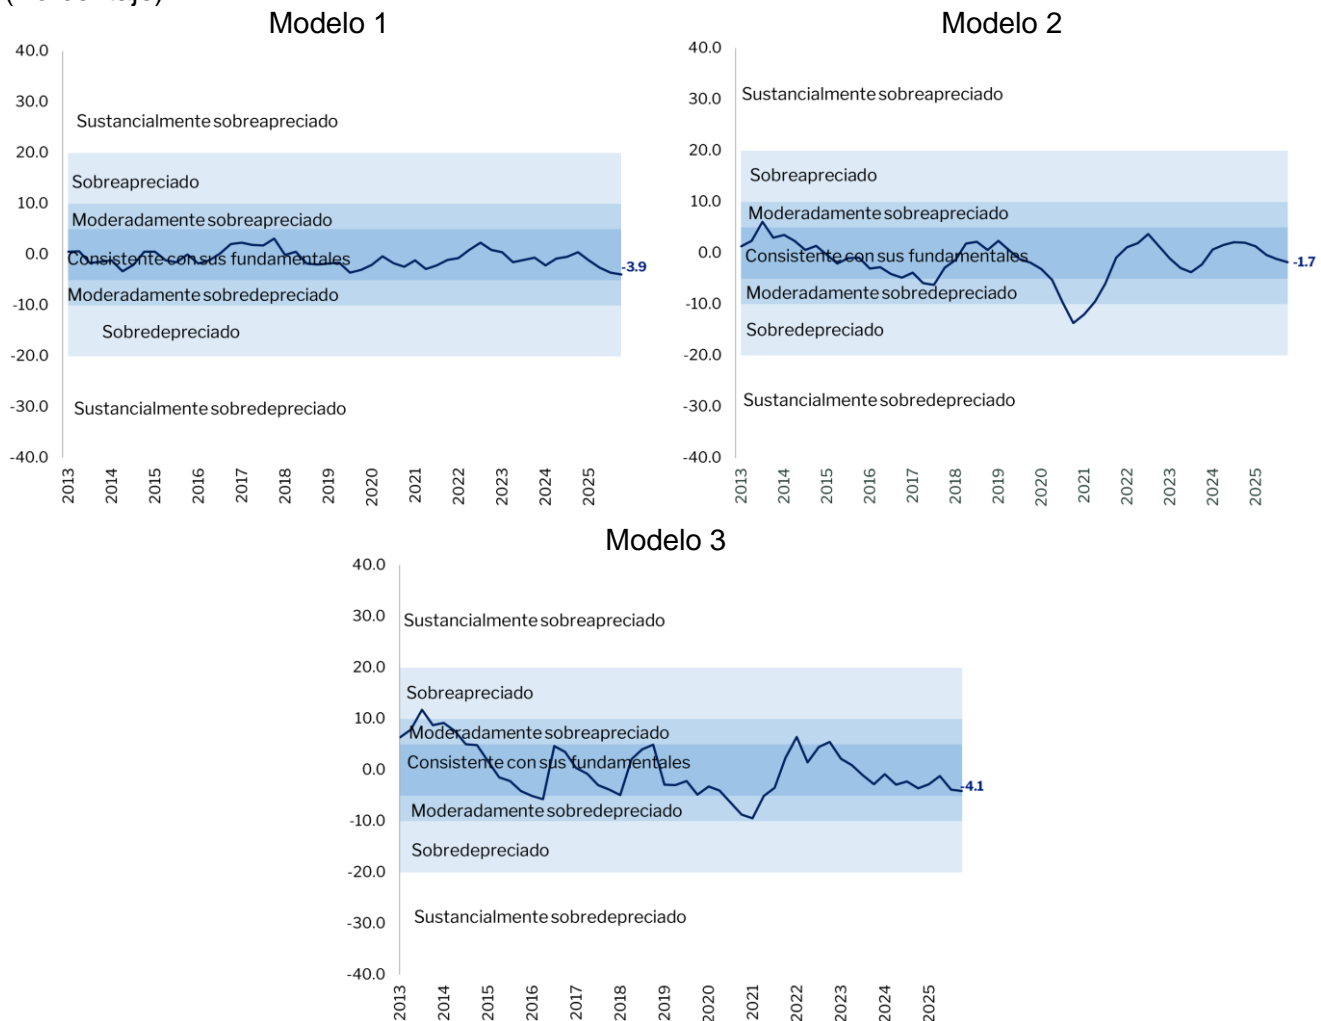 Modelo 1
40.0
30.0
Sustancialmente sobreapreciado
20.0
Sobreapreciado
10.0
Moderadamente sobreapreciado
0.0
Consistente con sus fundamentales
-3.9
Moderadamente sobredepreciado
-10.0
Sobredepreciado
-20.0
-30.0
Sustancialmente sobredepreciado
-40.0
2013 2014 2015 2016 2017 2018 2019 2020 2021 2022 2023 2024 2025
Modelo 2
40.0
30.0
Sustancialmente sobreapreciado
20.0
Sobreapreciado
10.0
Moderadamente sobreapreciado
0.0
Consistente con sus fundamentales
-1.7
Moderadamente sobredepreciado
-10.0
Sobredepreciado
-20.0
-30.0
Sustancialmente sobredepreciado
-40.0
2013 2014 2015 2016 2017 2018 2019 2020 2021 2022 2023 2024 2025
Modelo 3
40.0
30.0
Sustancialmente sobreapreciado
20.0
Sobreapreciado
10.0
Moderadamente sobreapreciado
Consistente con sus fundamentales
0.0
-4.1
Moderadamente sobredepreciado
-10.0
Sobredepreciado
-20.0
Sustancialmente sobredepreciado
-30.0
-40.0
2013 2014 2015 2016 2017 2018 2019 2020 2021 2022 2023 2024 2025